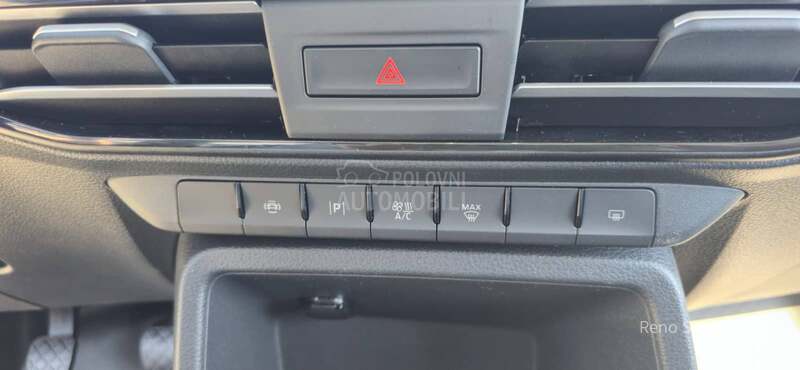 POLOVNI
AUTOMOBILI
P
A/C
MAX
Reno